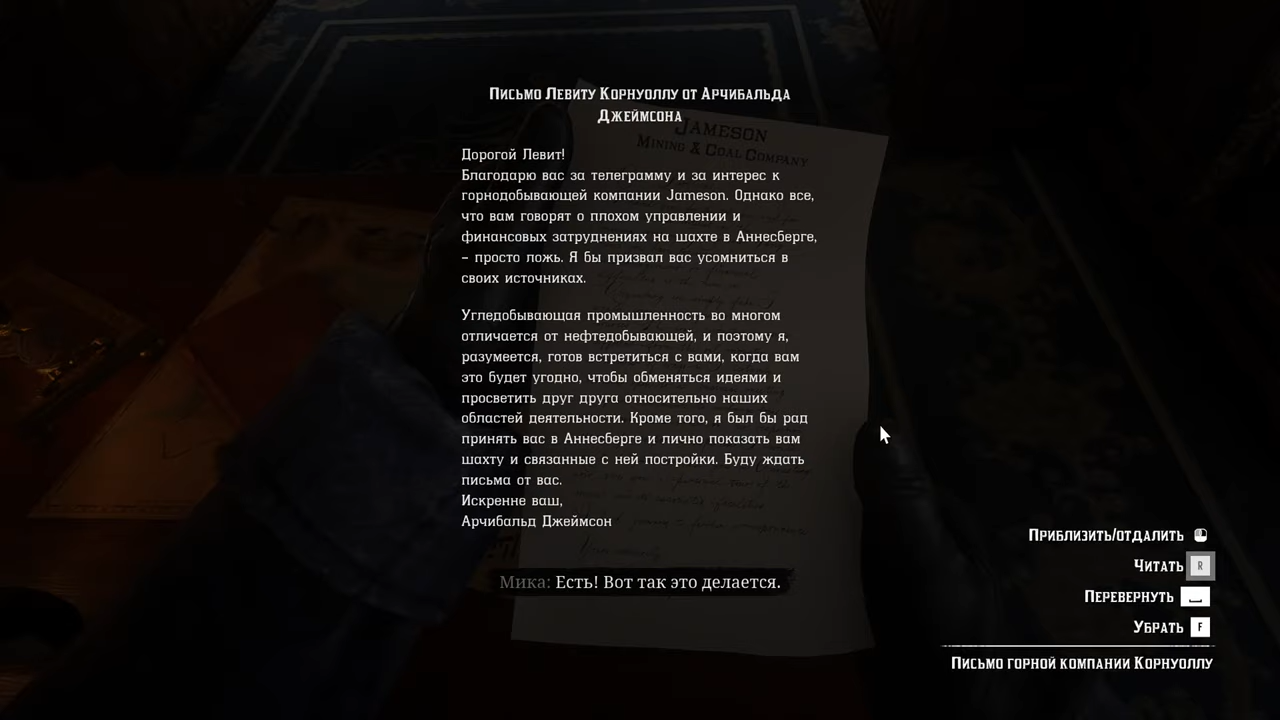 Письмо Левиту Корнуоллу от Арчибальда
Джеймсона
Jameson
Mining & Coal Company
Дорогой Левит!
Благодарю вас за телеграмму и за интерес к
горнодобывающей компании Jameson. Однако все,
что вам говорят о плохом управлении и
финансовых затруднениях на шахте в Аннесберге,
– просто ложь. Я бы призвал вас усомниться в
своих источниках.
Угледобывающая промышленность во многом
отличается от нефтедобывающей, и поэтому я,
разумеется, готов встретиться с вами, когда вам
это будет угодно, чтобы обменяться идеями и
просветить друг друга относительно наших
областей деятельности. Кроме того, я был бы рад
принять вас в Аннесберге и лично показать вам
шахту и связанные с ней постройки. Буду ждать
письма от вас.
Искренне ваш,
Арчибальд Джеймсон
Мика: Есть! Вот так это делается.
Приблизить/отдалить
Читать R
Перевернуть
Убрать F
Письмо горной компании Корнуоллу